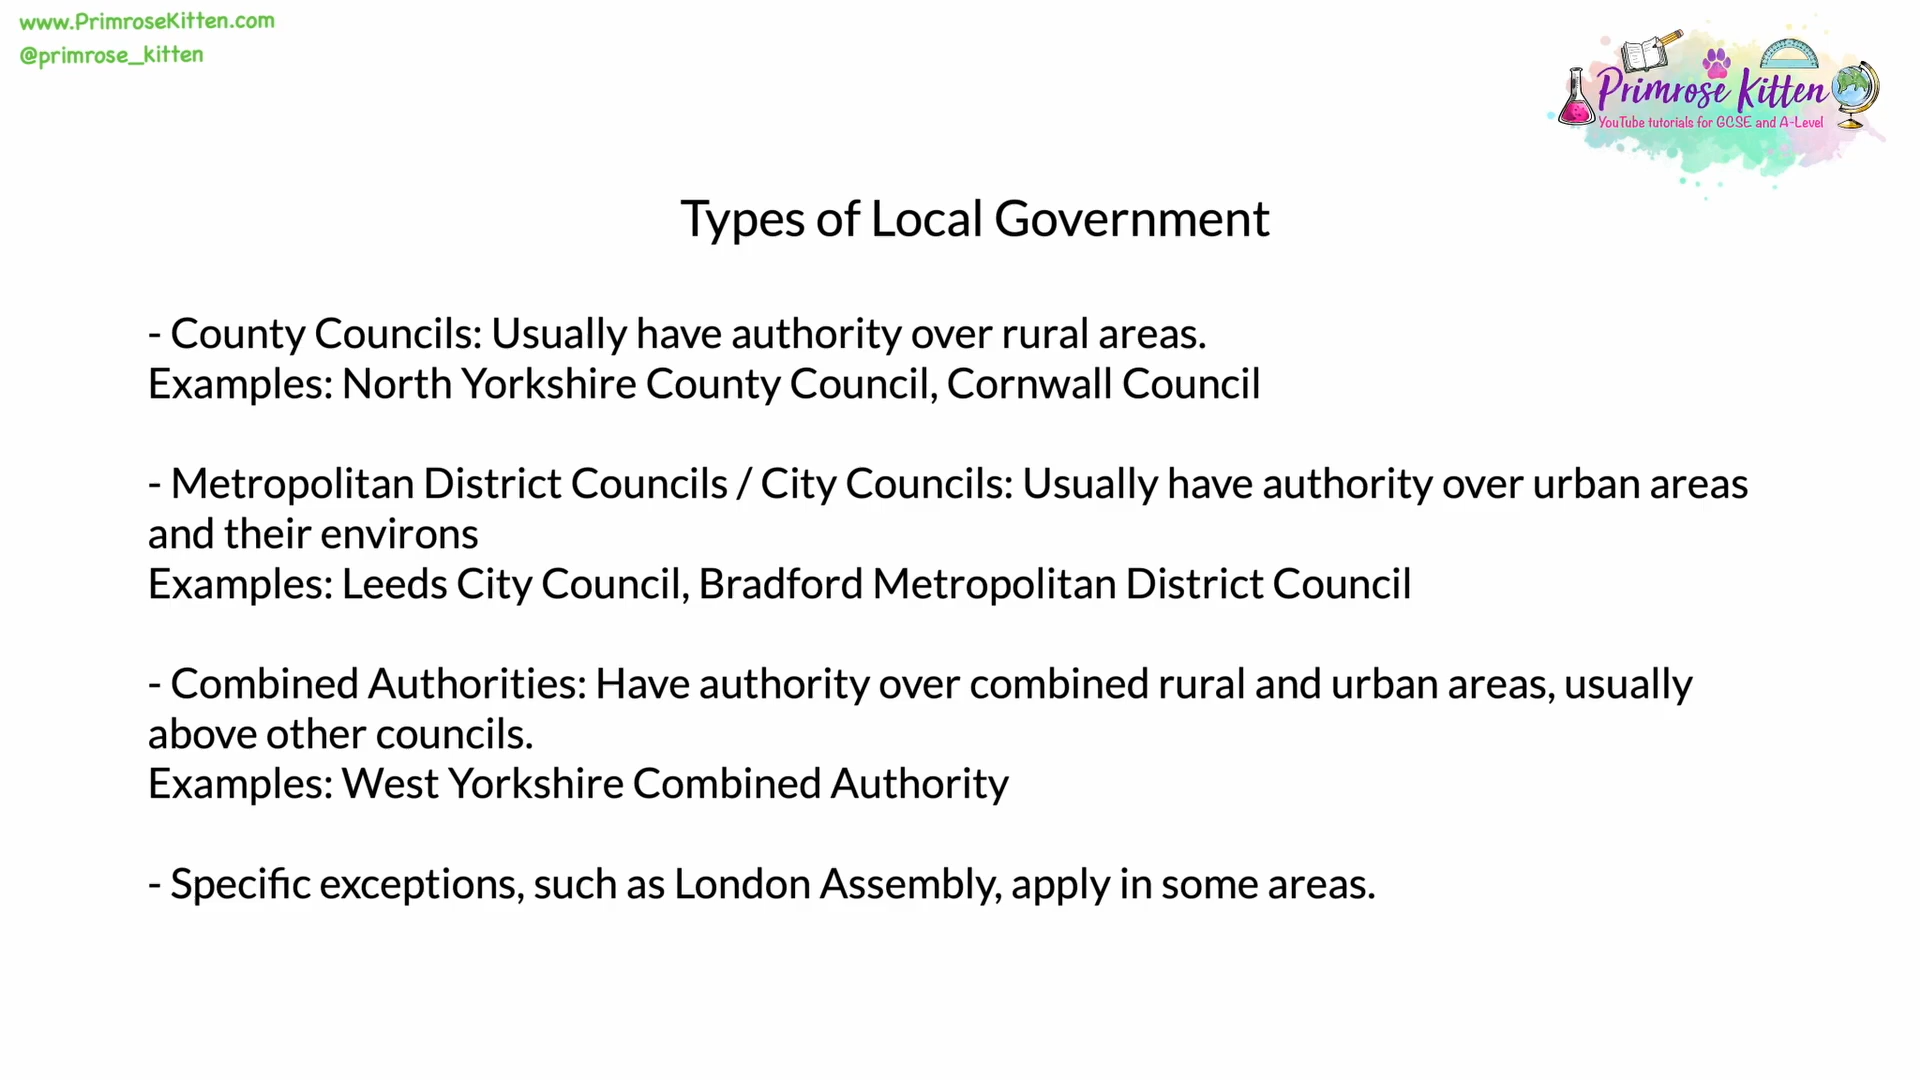 www.PrimroseKitten.com
@primrose_kitten
Primrose Kitten
YouTube tutorials for GCSE and A-Level
Types of Local Government
- County Councils: Usually have authority over rural areas.
Examples: North Yorkshire County Council, Cornwall Council
- Metropolitan District Councils / City Councils: Usually have authority over urban areas
and their environs
Examples: Leeds City Council, Bradford Metropolitan District Council
- Combined Authorities: Have authority over combined rural and urban areas, usually
above other councils.
Examples: West Yorkshire Combined Authority
- Specific exceptions, such as London Assembly, apply in some areas.